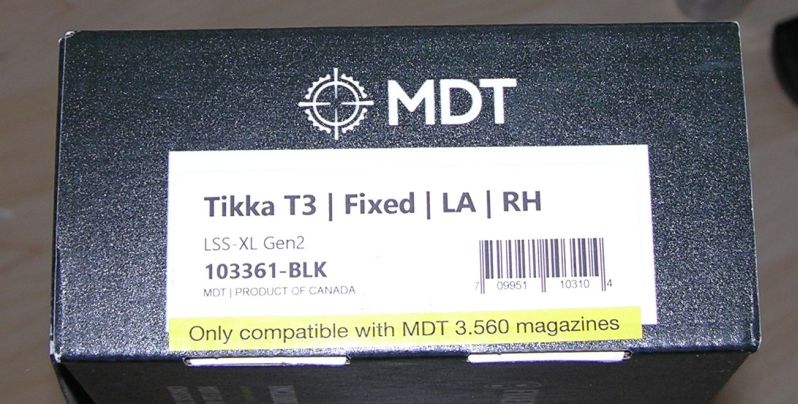 MDT
Tikka T3 | Fixed | LA | RH
LSS-XL Gen2
103361-BLK
MDT | PRODUCT OF CANADA
7 09951 10310 4
Only compatible with MDT 3.560 magazines